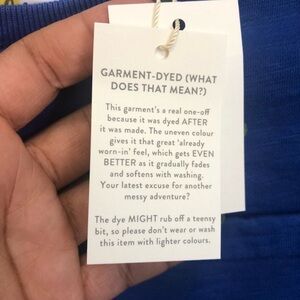 GARMENT-DYED (WHAT
DOES THAT MEAN?)
This garment's a real one-off
because it was dyed AFTER
it was made. The uneven colour
gives it that great 'already
worn-in' feel, which gets EVEN
BETTER as it gradually fades
and softens with washing.
Your latest excuse for another
messy adventure?
The dye MIGHT rub off a teensy
bit, so please don't wear or wash
this item with lighter colours.